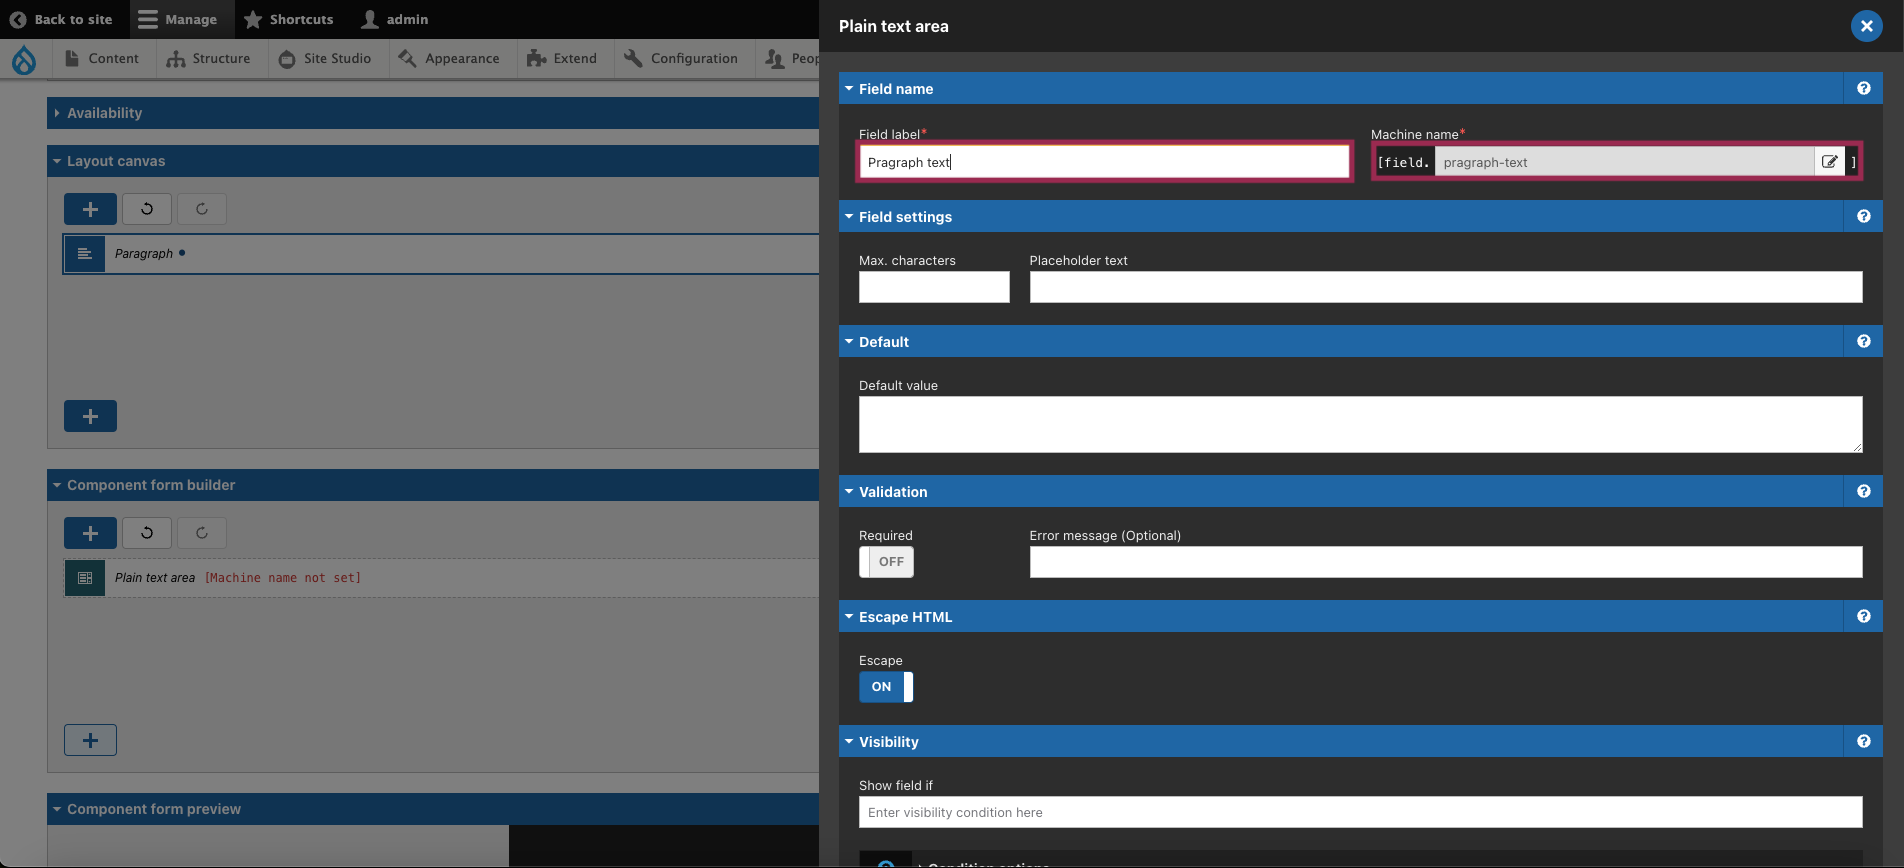 Back to site
Manage
Shortcuts
admin
Content
Structure
Site Studio
Appearance
Extend
Configuration
Availability
Layout canvas
Paragraph
Component form builder
Plain text area [Machine name not set]
Component form preview
Plain text area
Field name
Field label*
Machine name*
Pragraph text
[field. pragraph-text ]
Field settings
Max. characters
Placeholder text
Default
Default value
Validation
Required
Error message (Optional)
OFF
Escape HTML
Escape
ON
Visibility
Show field if
Enter visibility condition here
Condition options